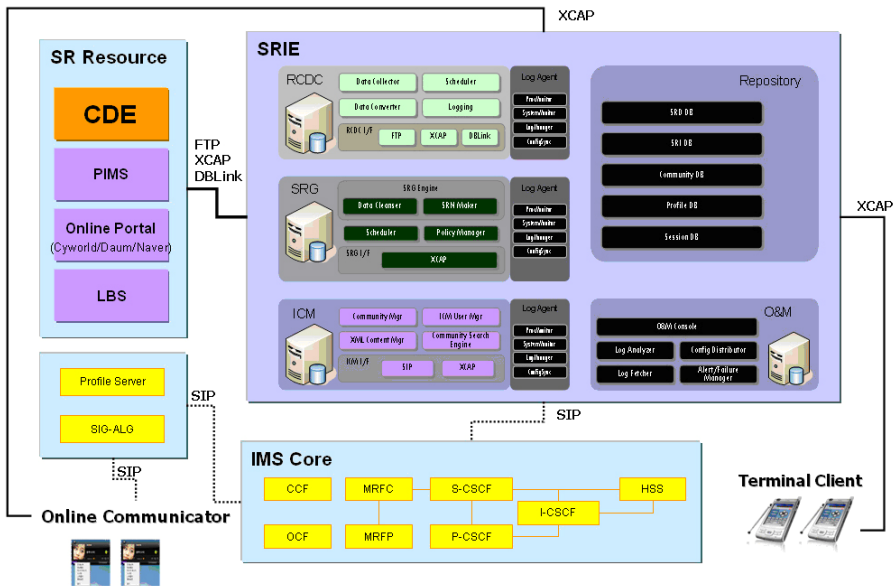 XCAP
SR Resource
CDE
PIMS
Online Portal
(Cyworld/Daum/Naver)
LBS
FTP
XCAP
DBLink
SRIE
RCDC
Data Collector
Scheduler
Data Converter
Logging
RCDC I/F
FTP
XCAP
DBLink
Log Agent
ProcMonitor
SystemMonitor
LogManger
ConfigSync
SRG
SRG Engine
Data Cleanser
SRN Maker
Scheduler
Policy Manager
SRG I/F
XCAP
Log Agent
ProcMonitor
SystemMonitor
LogManger
ConfigSync
ICM
Community Mgr
ICM User Mgr
XML Content Mgr
Community Search
Engine
SIP
XCAP
Log Agent
ProcMonitor
SystemMonitor
LogManger
ConfigSync
Repository
SRD DB
SRI DB
Community DB
Profile DB
Session DB
O&M
O&M Console
Log Analyzer
Config Distributor
Log Fetcher
Alert/Failure
Manager
XCAP
Profile Server
SIG-ALG
SIP
SIP
SIP
IMS Core
CCF
MRFC
S-CSCF
HSS
I-CSCF
OCF
MRFP
P-CSCF
Online Communicator
Terminal Client